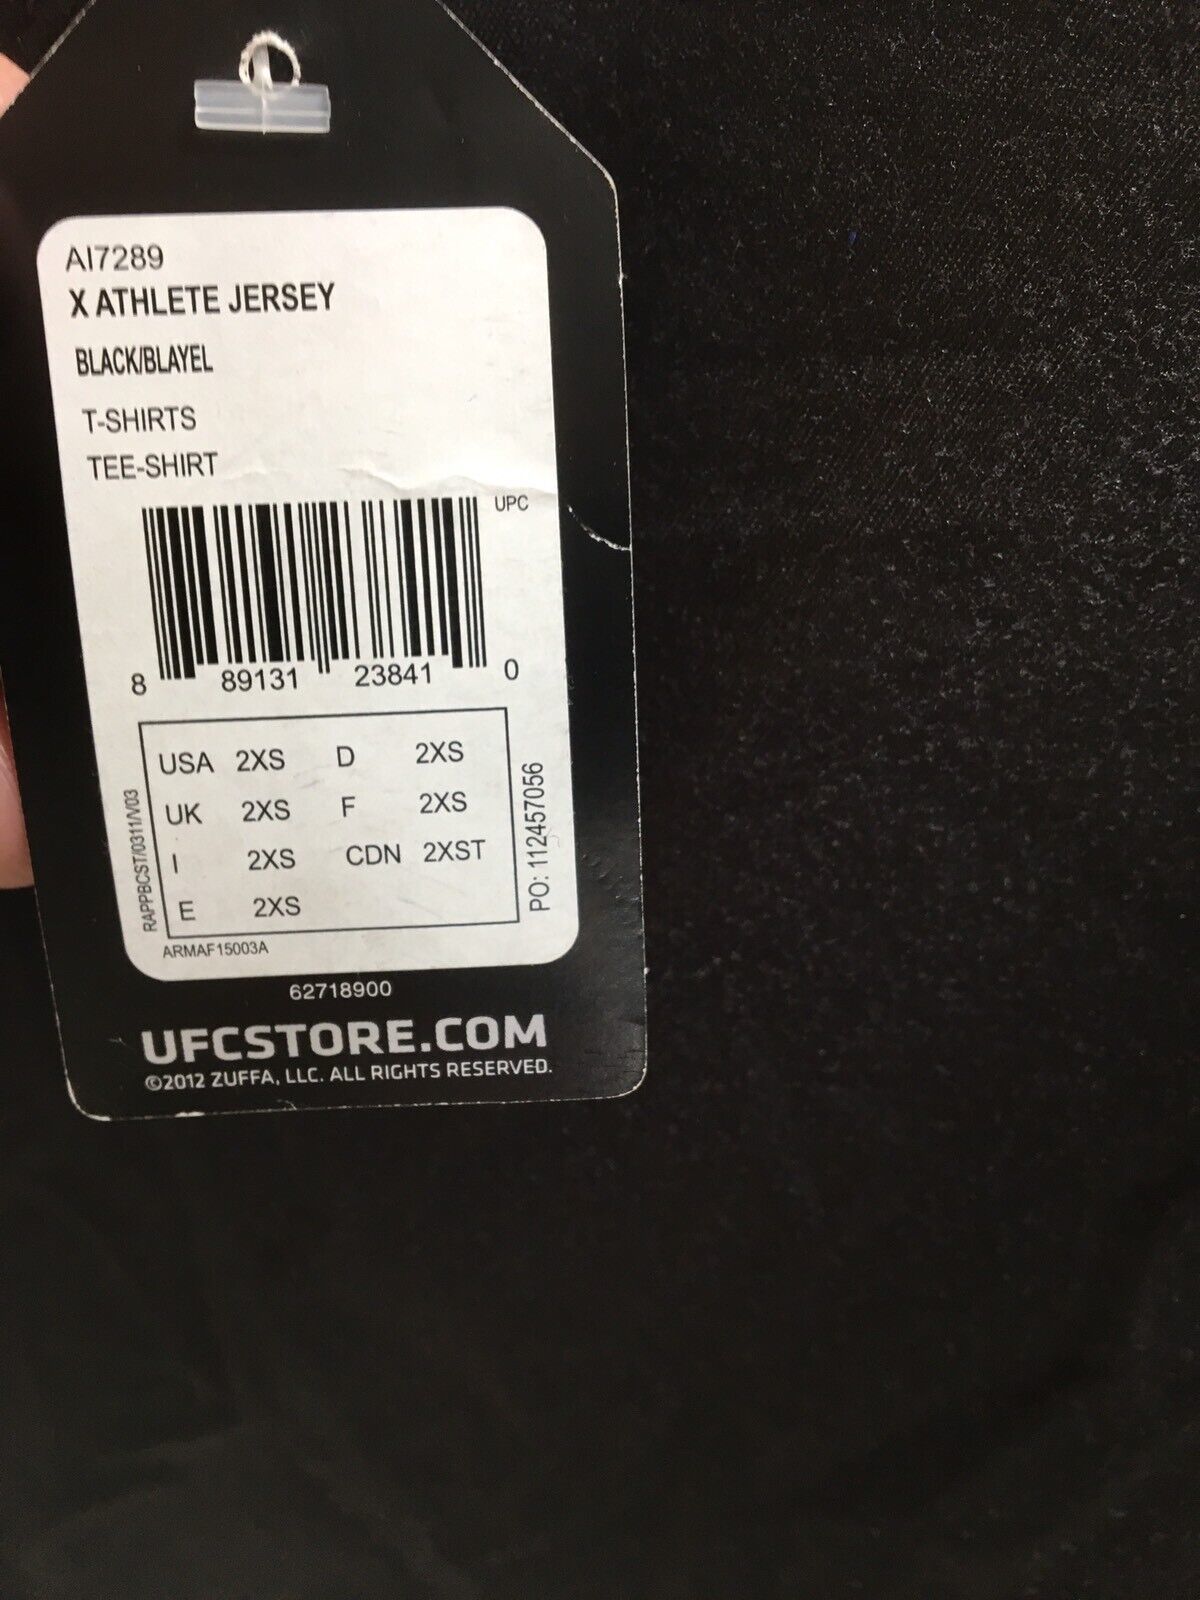 AI7289
X ATHLETE JERSEY
BLACK/BLAYEL
T-SHIRTS
TEE-SHIRT
UPC
8 89131 23841 0
USA 2XS D 2XS
UK 2XS F 2XS
I 2XS CDN 2XST
E 2XS
RAPPBCST/0311/V03
PO: 112457056
ARMAF15003A
62718900
UFCSTORE.COM
©2012 ZUFFA, LLC. ALL RIGHTS RESERVED.